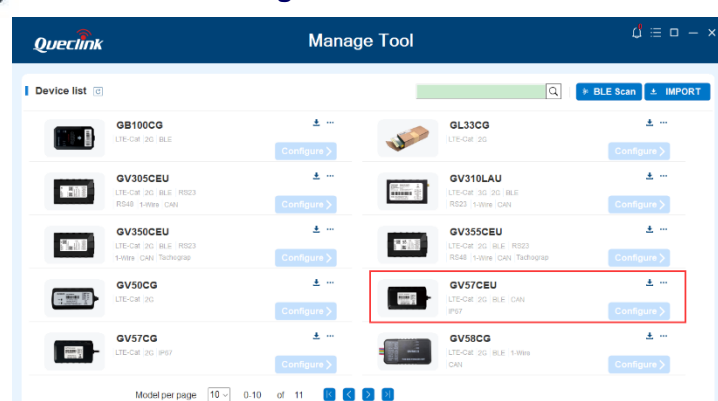 Queclink
Manage Tool
Device list
BLE Scan
IMPORT
GB100CG
LTE-Cat 2G BLE
Configure >
GL33CG
LTE-Cat 2G
Configure >
GV305CEU
LTE-Cat 2G BLE RS23
RS48 1-Wire CAN
Configure >
GV310LAU
LTE-Cat 3G 2G BLE
RS23 1-Wire CAN
Configure >
GV350CEU
LTE-Cat 2G BLE RS23
1-Wire CAN Tachograp
Configure >
GV355CEU
LTE-Cat 2G BLE RS23
RS48 1-Wire CAN Tachograp
Configure >
GV50CG
LTE-Cat 2G
Configure >
GV57CEU
LTE-Cat 2G BLE CAN
IP67
Configure >
GV57CG
LTE-Cat 2G IP67
Configure >
GV58CG
LTE-Cat 2G BLE 1-Wire
CAN
Configure >
Model per page 10 0-10 of 11